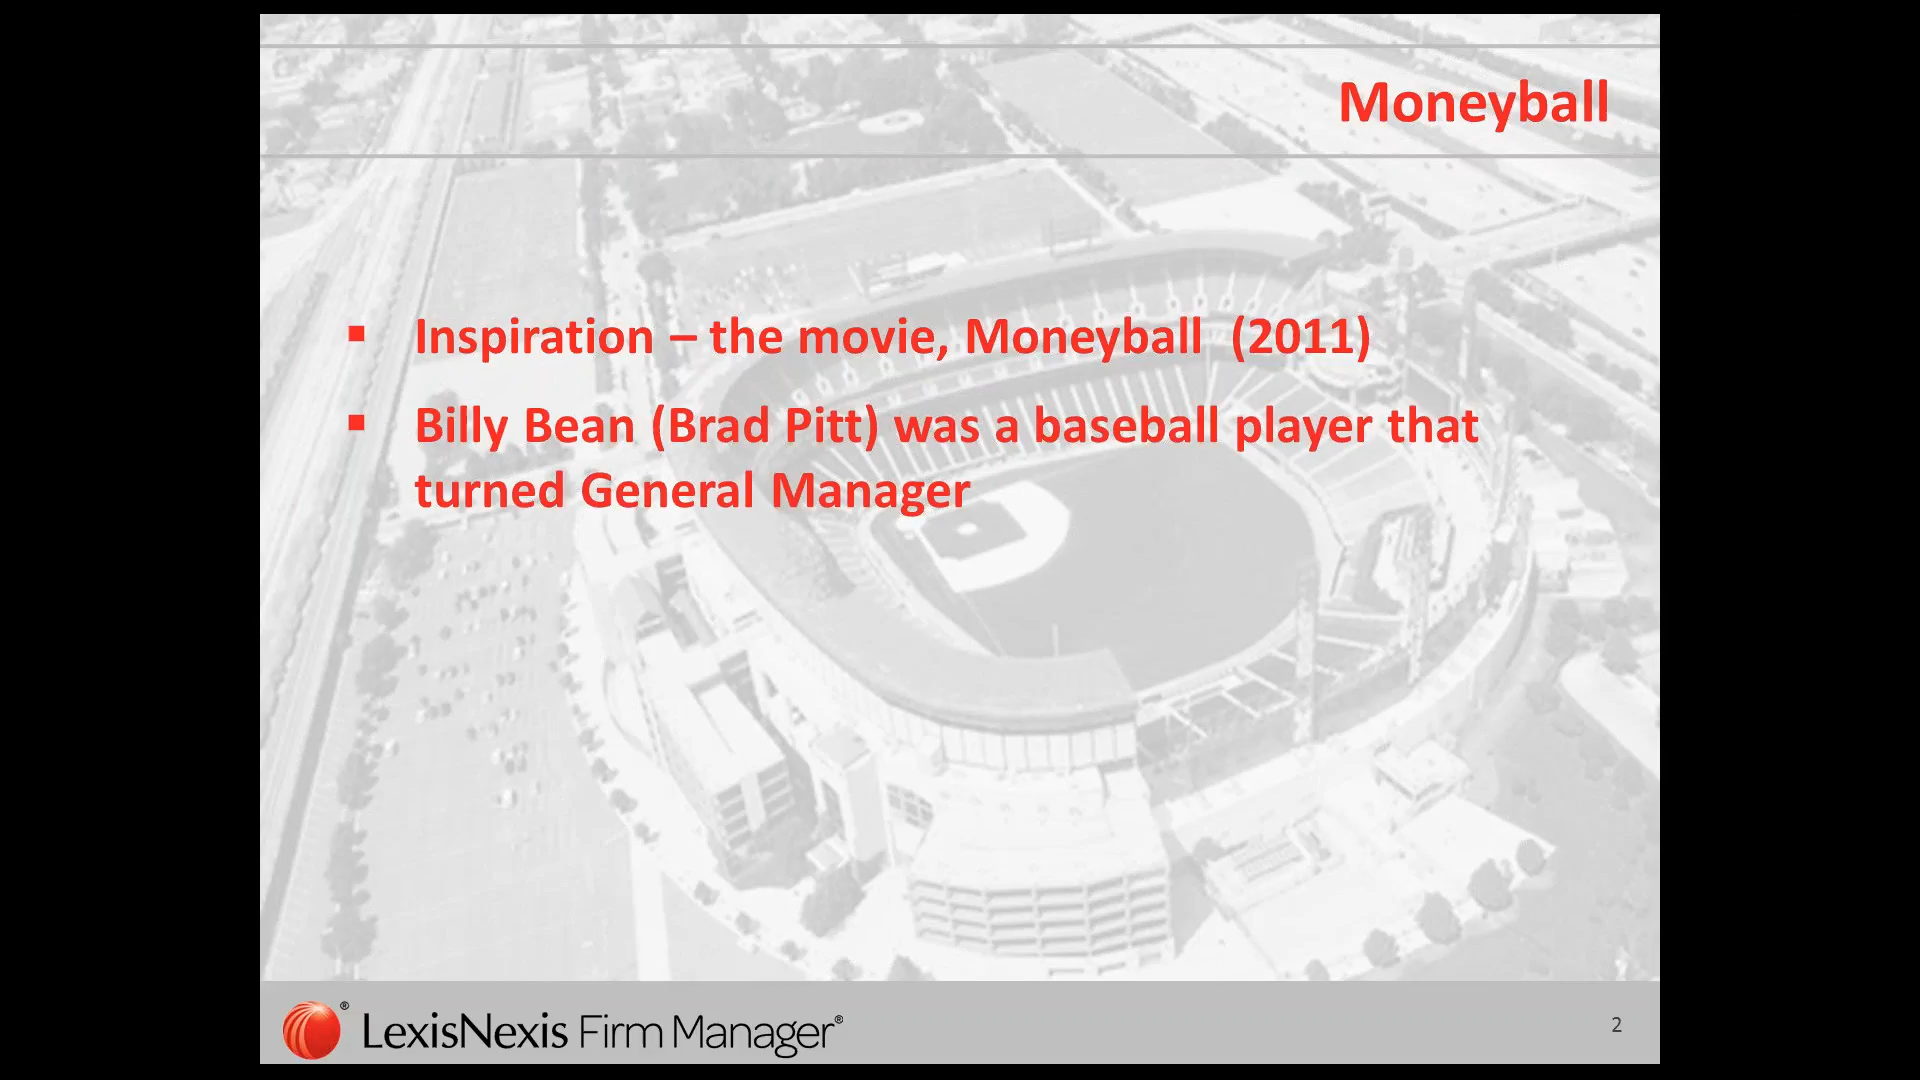 Moneyball
▪ Inspiration – the movie, Moneyball (2011)
▪ Billy Bean (Brad Pitt) was a baseball player that
turned General Manager
® LexisNexis Firm Manager®
2